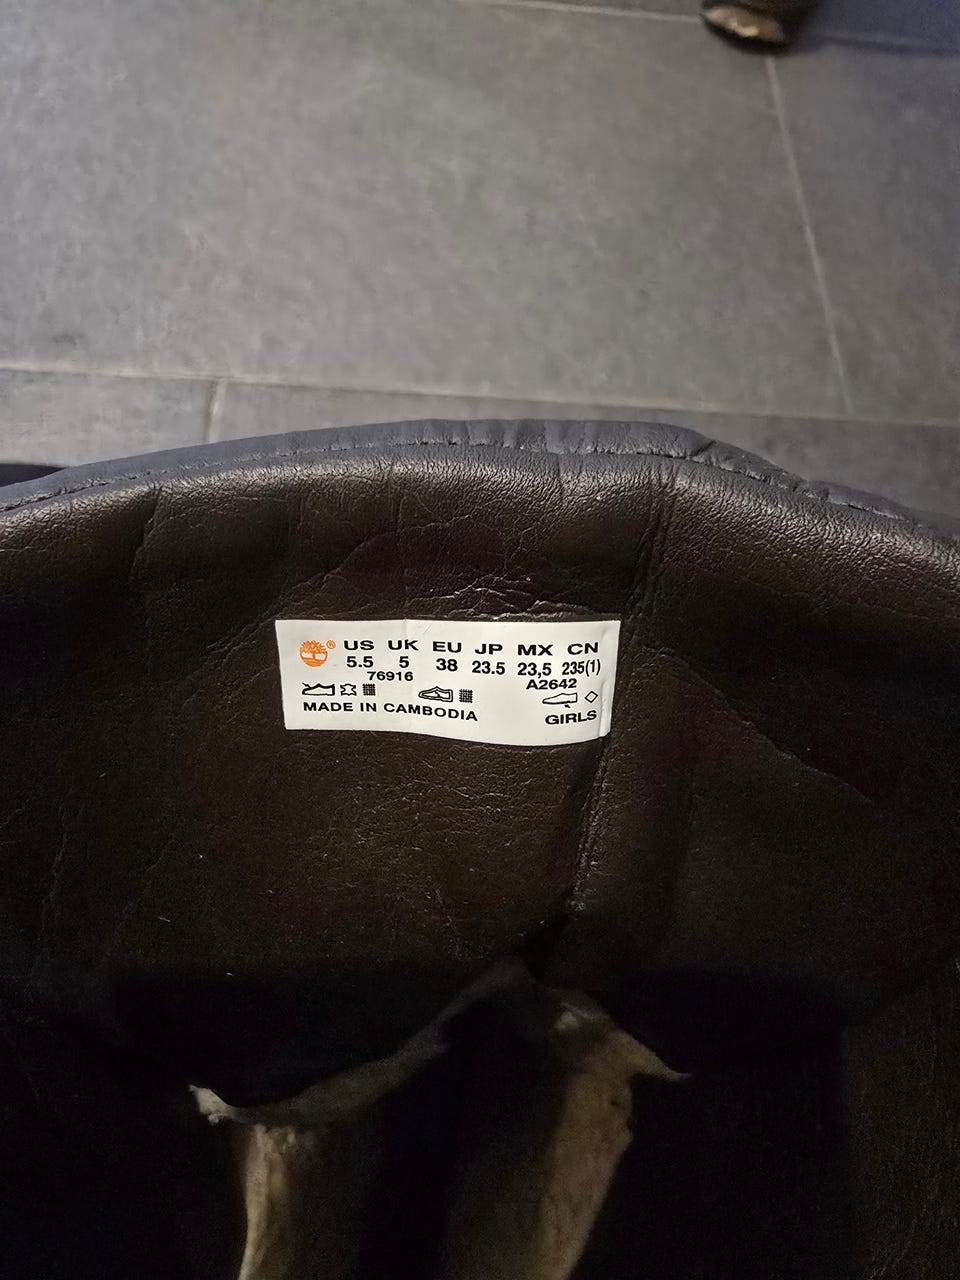 ® US UK EU JP MX CN
5.5 5 38 23.5 23,5 235(1)
76916 A2642
MADE IN CAMBODIA GIRLS